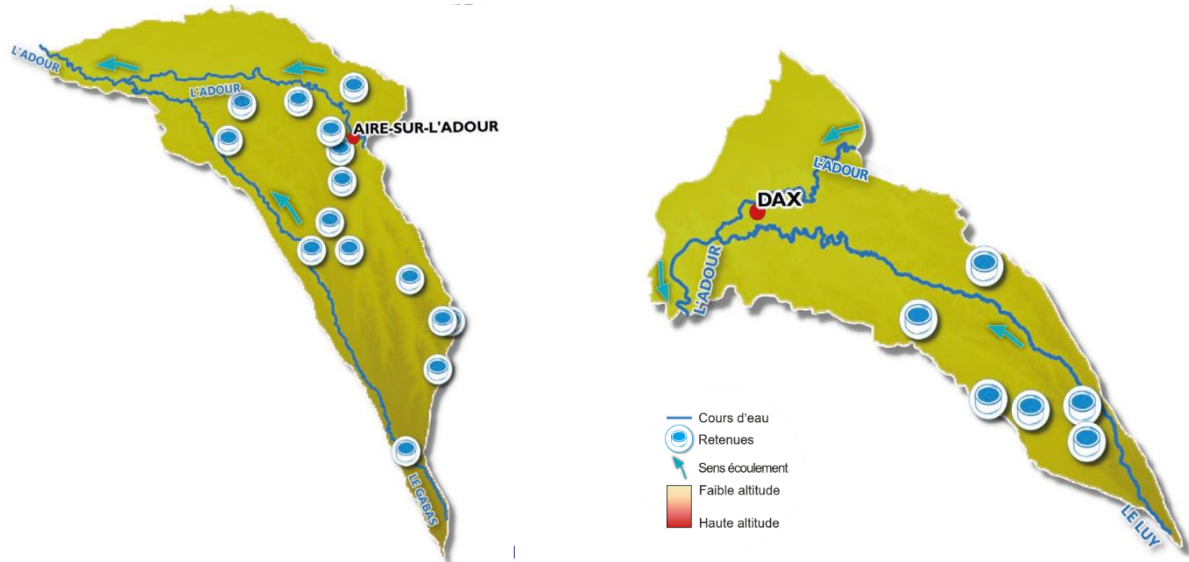 L'ADOUR
L'ADOUR
AIRE-SUR-L'ADOUR
LE GABAS
L'ADOUR
DAX
L'ADOUR
LE LUY
Cours d'eau
Retenues
Sens écoulement
Faible altitude
Haute altitude